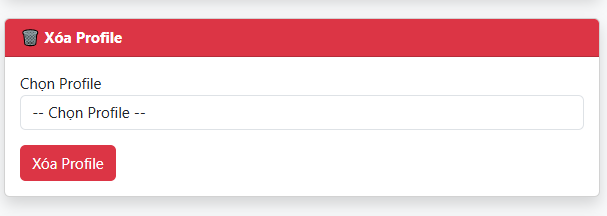 🗑️ Xóa Profile
Chọn Profile
-- Chọn Profile --
Xóa Profile